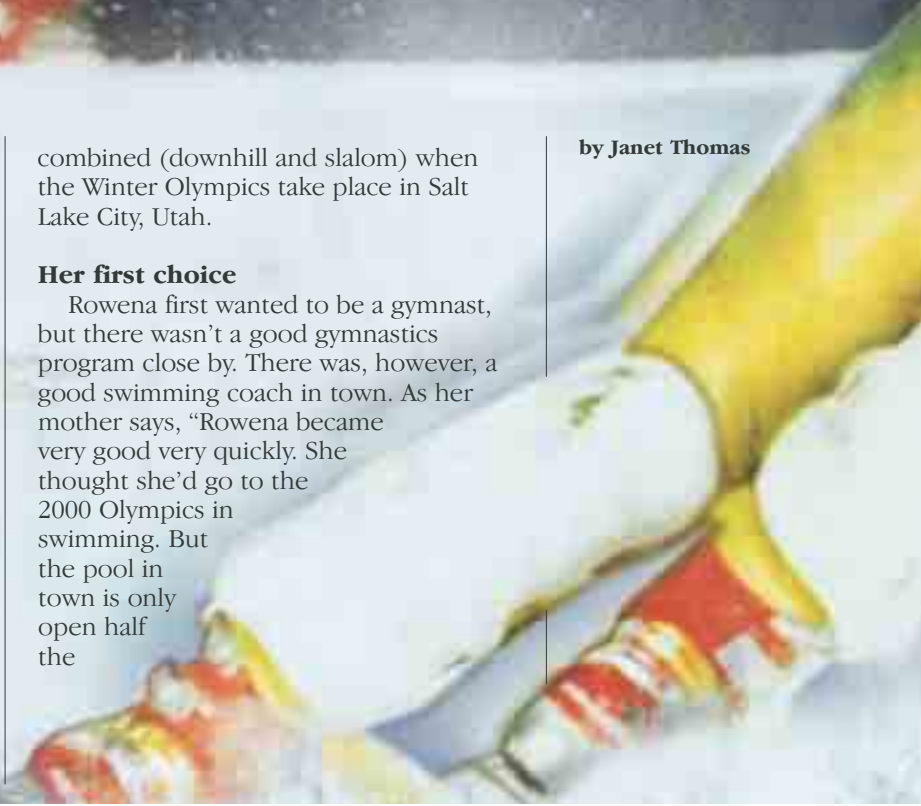 combined (downhill and slalom) when
the Winter Olympics take place in Salt
Lake City, Utah.
Her first choice
Rowena first wanted to be a gymnast,
but there wasn't a good gymnastics
program close by. There was, however, a
good swimming coach in town. As her
mother says, “Rowena became
very good very quickly. She
thought she'd go to the
2000 Olympics in
swimming. But
the pool in
town is only
open half
the
by Janet Thomas